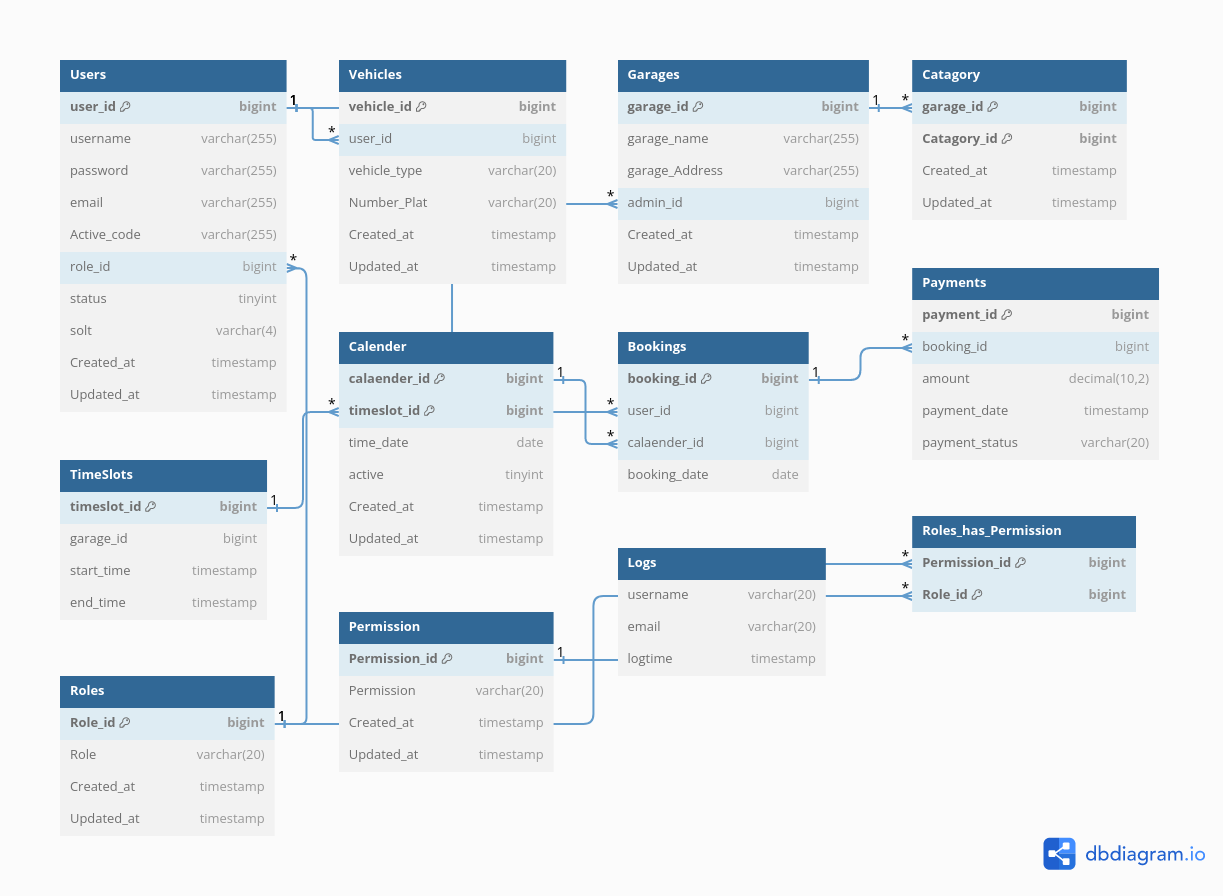 Users
user_id bigint
username varchar(255)
password varchar(255)
email varchar(255)
Active_code varchar(255)
role_id bigint
status tinyint
solt varchar(4)
Created_at timestamp
Updated_at timestamp
1
*
Vehicles
vehicle_id bigint
* user_id bigint
vehicle_type varchar(20)
Number_Plat varchar(20)
Created_at timestamp
Updated_at timestamp
Garages
garage_id bigint 1
garage_name varchar(255)
garage_Address varchar(255)
* admin_id bigint
Created_at timestamp
Updated_at timestamp
Catagory
* garage_id bigint
Catagory_id bigint
Created_at timestamp
Updated_at timestamp
Calender
calaender_id bigint 1
* timeslot_id bigint
time_date date
active tinyint
Created_at timestamp
Updated_at timestamp
Bookings
booking_id bigint 1
* user_id bigint
* calaender_id bigint
booking_date date
Payments
payment_id bigint
* booking_id bigint
amount decimal(10,2)
payment_date timestamp
payment_status varchar(20)
TimeSlots
timeslot_id bigint 1
garage_id bigint
start_time timestamp
end_time timestamp
Permission
Permission_id bigint 1
Permission varchar(20)
Created_at timestamp
Updated_at timestamp
Logs
username varchar(20)
email varchar(20)
logtime timestamp
Roles_has_Permission
* Permission_id bigint
* Role_id bigint
Roles
Role_id bigint 1
Role varchar(20)
Created_at timestamp
Updated_at timestamp
dbdiagram.io